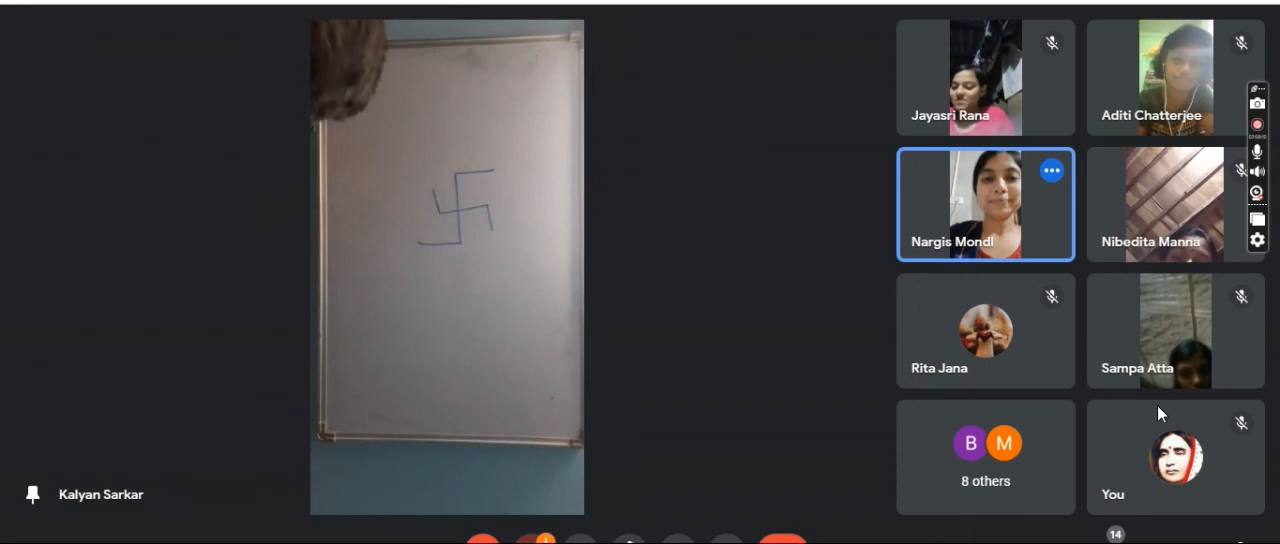 Jayasri Rana
Aditi Chatterjee
Nargis Mondl
Nibedita Manna
Rita Jana
Sampa Atta
B M
8 others
You
Kalyan Sarkar
14